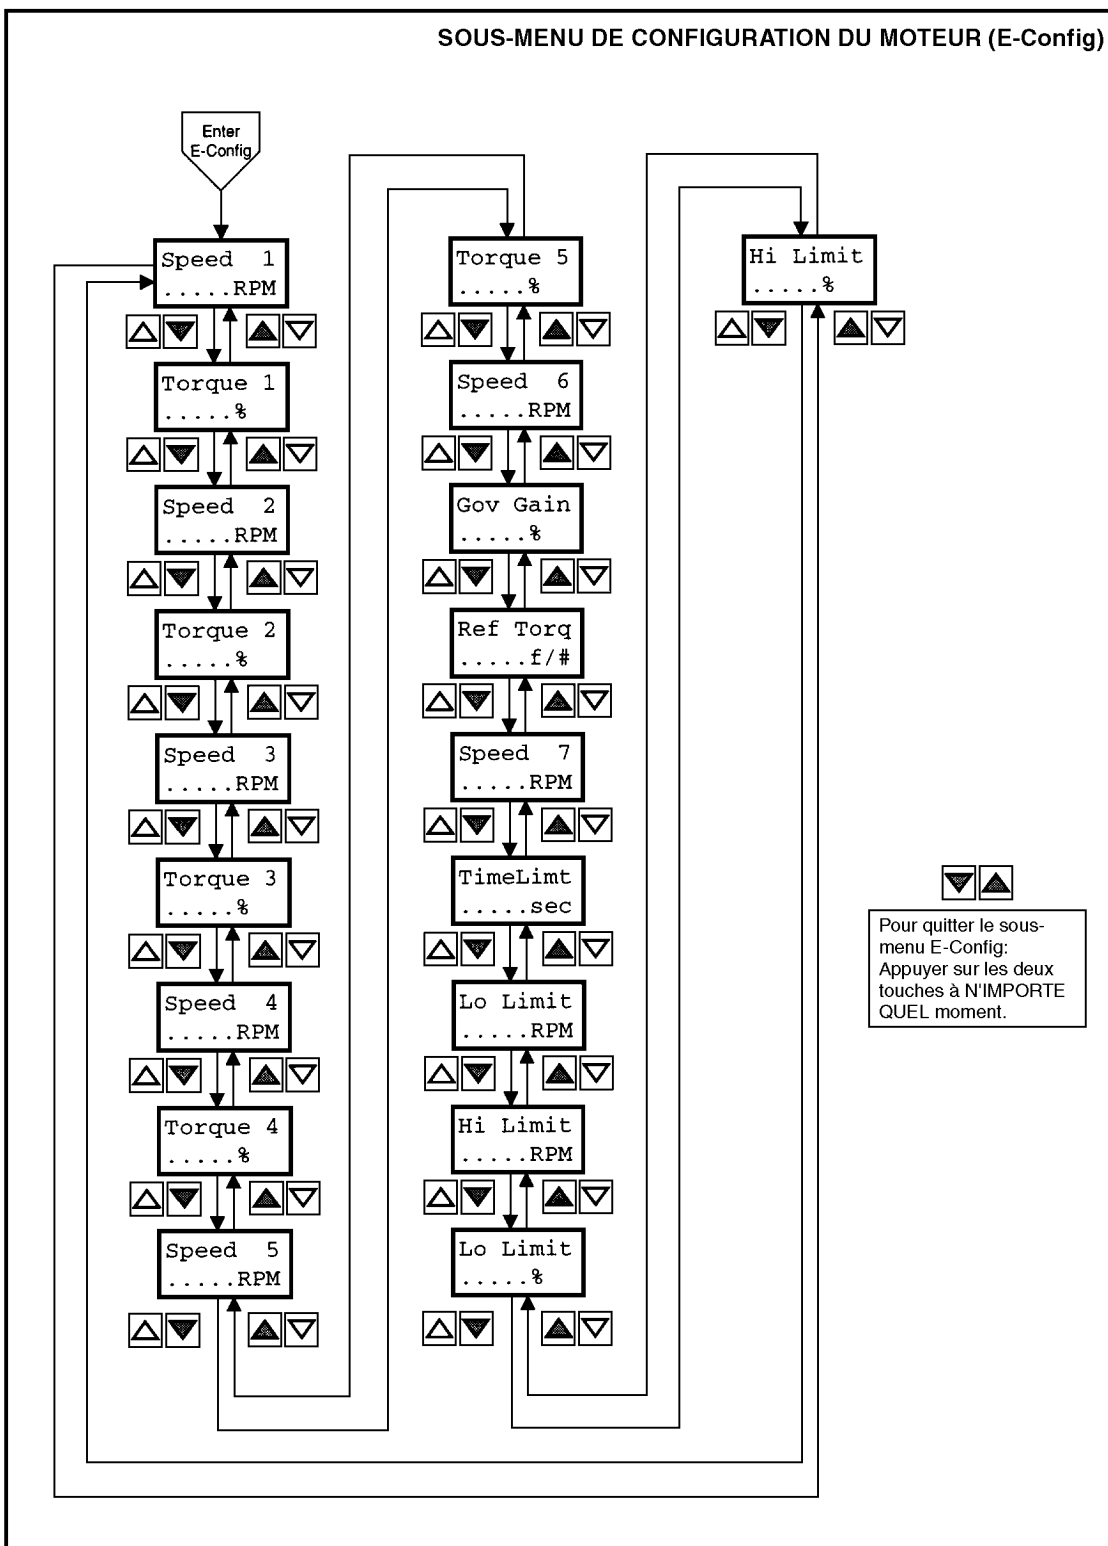 SOUS-MENU DE CONFIGURATION DU MOTEUR (E-Config)
Enter
E-Config
Speed 1
.....RPM
Torque 1
.....%
Speed 2
.....RPM
Torque 2
.....%
Speed 3
.....RPM
Torque 3
.....%
Speed 4
.....RPM
Torque 4
.....%
Speed 5
.....RPM
Torque 5
.....%
Speed 6
.....RPM
Gov Gain
.....%
Ref Torq
.....f/#
Speed 7
.....RPM
TimeLimt
.....sec
Lo Limit
.....RPM
Hi Limit
.....RPM
Lo Limit
.....%
Hi Limit
.....%
Pour quitter le sous-
menu E-Config:
Appuyer sur les deux
touches à N'IMPORTE
QUEL moment.